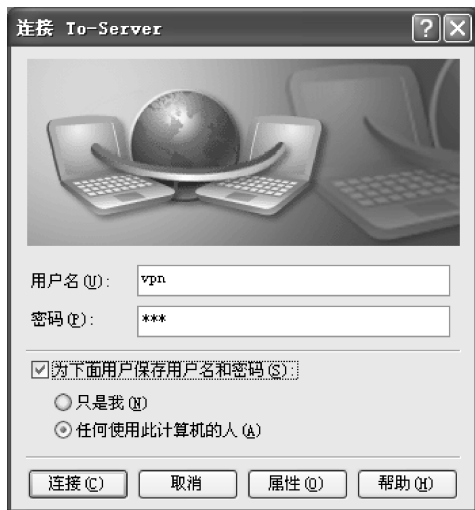 连接 To-Server
用户名(U):
vpn
密码(P):
***
为下面用户保存用户名和密码(S):
只是我(N)
任何使用此计算机的人(A)
连接(C) 取消 属性(O) 帮助(H)